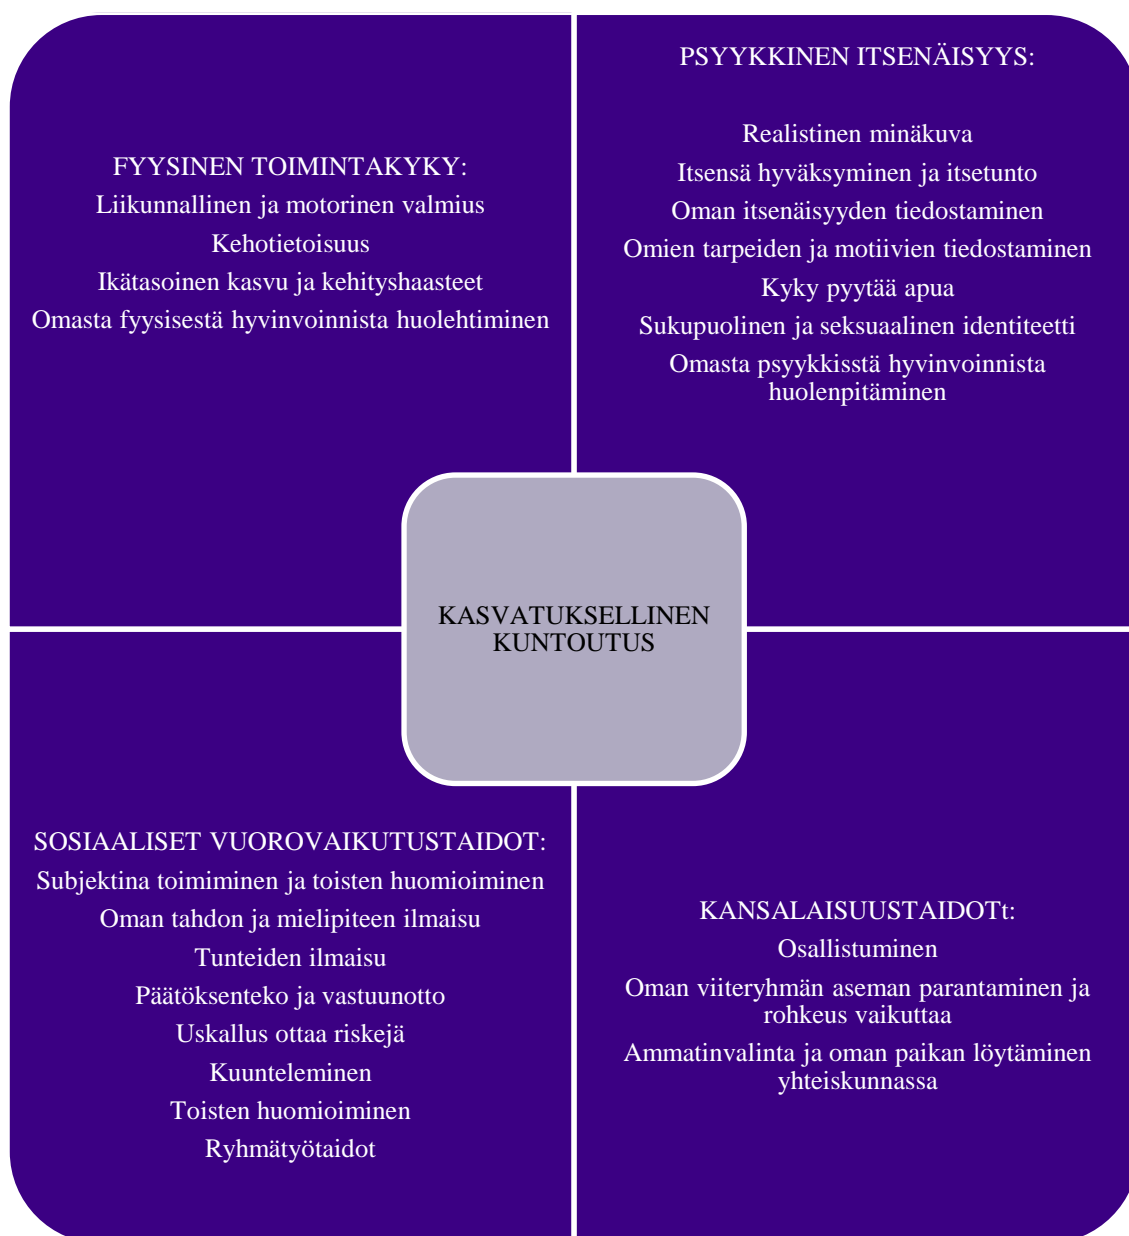 FYYSINEN TOIMINTAKYKY:
Liikunnallinen ja motorinen valmius
Kehotietoisuus
Ikätasoinen kasvu ja kehityshaasteet
Omasta fyysisestä hyvinvoinnista huolehtiminen
PSYYKKINEN ITSENÄISYYS:
Realistinen minäkuva
Itsensä hyväksyminen ja itsetunto
Oman itsenäisyyden tiedostaminen
Omien tarpeiden ja motiivien tiedostaminen
Kyky pyytää apua
Sukupuolinen ja seksuaalinen identiteetti
Omasta psyykkisstä hyvinvoinnista
huolenpitäminen
KASVATUKSELLINEN
KUNTOUTUS
SOSIAALISET VUOROVAIKUTUSTAIDOT:
Subjektina toimiminen ja toisten huomioiminen
Oman tahdon ja mielipiteen ilmaisu
Tunteiden ilmaisu
Päätöksenteko ja vastuunotto
Uskallus ottaa riskejä
Kuunteleminen
Toisten huomioiminen
Ryhmätyötaidot
KANSALAISUUSTAIDOTt:
Osallistuminen
Oman viiteryhmän aseman parantaminen ja
rohkeus vaikuttaa
Ammatinvalinta ja oman paikan löytäminen
yhteiskunnassa